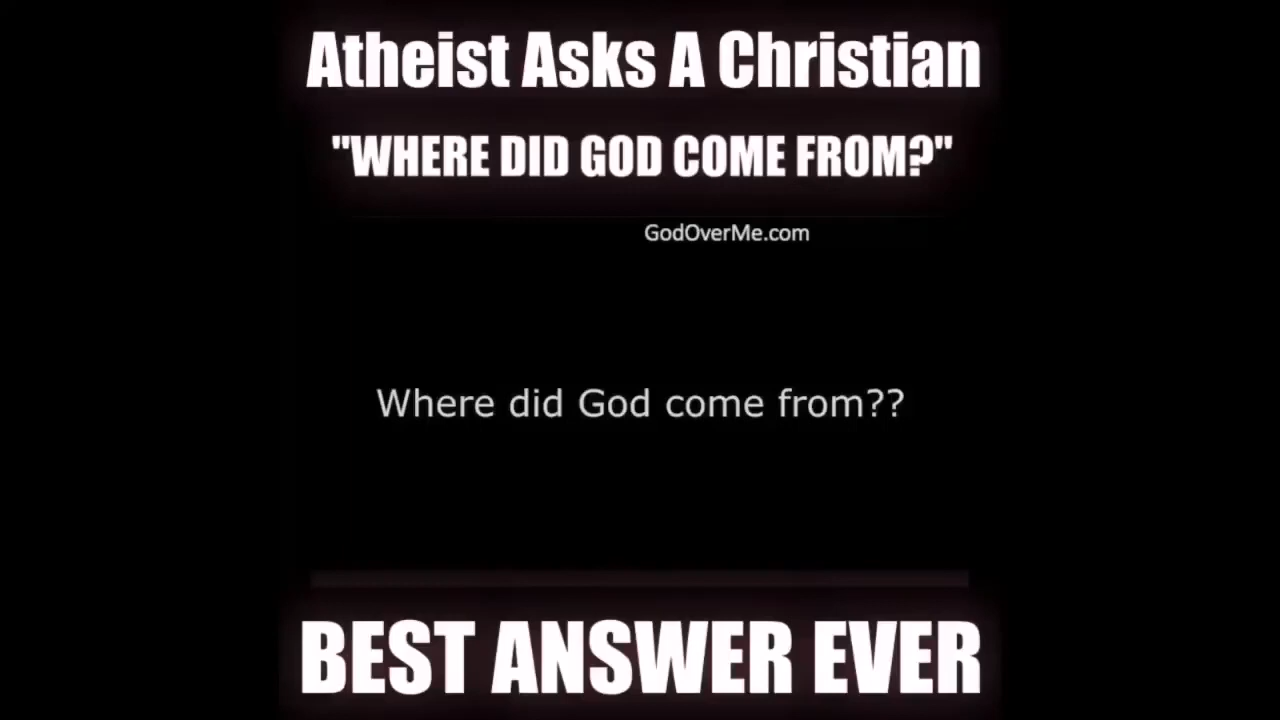 Atheist Asks A Christian
"WHERE DID GOD COME FROM?"
GodOverMe.com
Where did God come from??
BEST ANSWER EVER